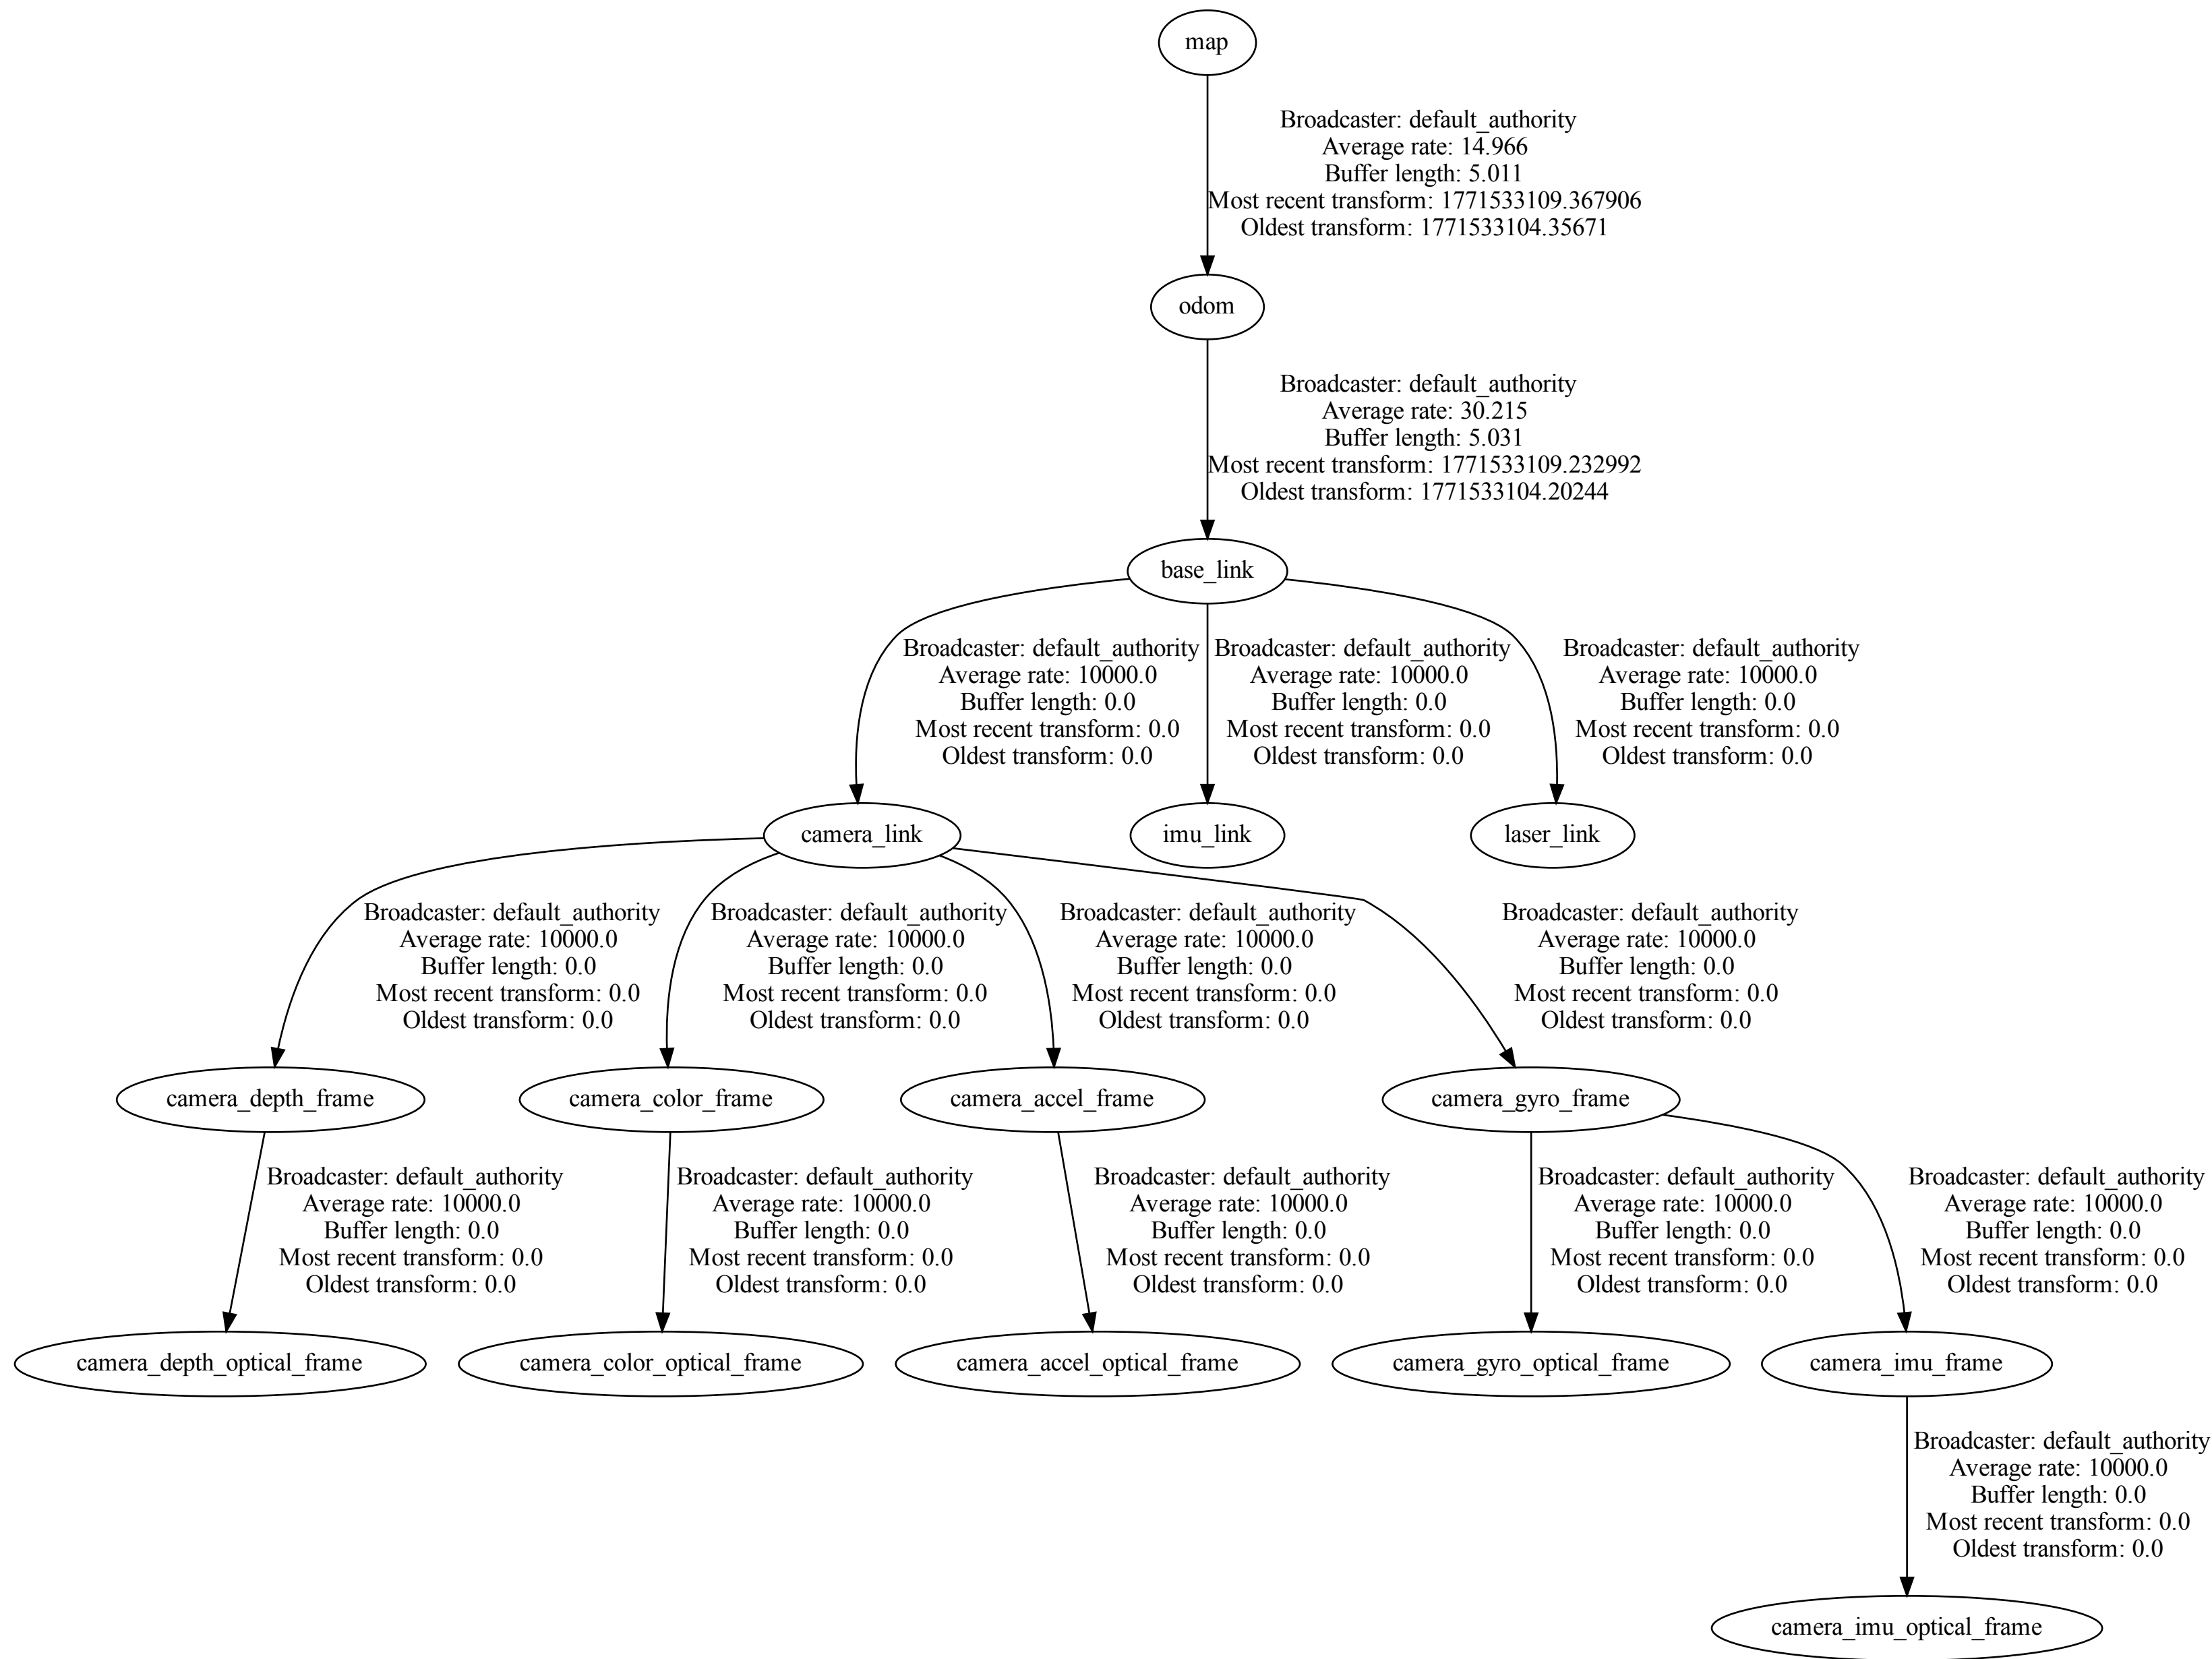 map
Broadcaster: default_authority
Average rate: 14.966
Buffer length: 5.011
Most recent transform: 1771533109.367906
Oldest transform: 1771533104.35671
odom
Broadcaster: default_authority
Average rate: 30.215
Buffer length: 5.031
Most recent transform: 1771533109.232992
Oldest transform: 1771533104.20244
base_link
Broadcaster: default_authority
Average rate: 10000.0
Buffer length: 0.0
Most recent transform: 0.0
Oldest transform: 0.0
Broadcaster: default_authority
Average rate: 10000.0
Buffer length: 0.0
Most recent transform: 0.0
Oldest transform: 0.0
Broadcaster: default_authority
Average rate: 10000.0
Buffer length: 0.0
Most recent transform: 0.0
Oldest transform: 0.0
camera_link
imu_link
laser_link
Broadcaster: default_authority
Average rate: 10000.0
Buffer length: 0.0
Most recent transform: 0.0
Oldest transform: 0.0
Broadcaster: default_authority
Average rate: 10000.0
Buffer length: 0.0
Most recent transform: 0.0
Oldest transform: 0.0
Broadcaster: default_authority
Average rate: 10000.0
Buffer length: 0.0
Most recent transform: 0.0
Oldest transform: 0.0
Broadcaster: default_authority
Average rate: 10000.0
Buffer length: 0.0
Most recent transform: 0.0
Oldest transform: 0.0
camera_depth_frame
camera_color_frame
camera_accel_frame
camera_gyro_frame
Broadcaster: default_authority
Average rate: 10000.0
Buffer length: 0.0
Most recent transform: 0.0
Oldest transform: 0.0
Broadcaster: default_authority
Average rate: 10000.0
Buffer length: 0.0
Most recent transform: 0.0
Oldest transform: 0.0
Broadcaster: default_authority
Average rate: 10000.0
Buffer length: 0.0
Most recent transform: 0.0
Oldest transform: 0.0
Broadcaster: default_authority
Average rate: 10000.0
Buffer length: 0.0
Most recent transform: 0.0
Oldest transform: 0.0
Broadcaster: default_authority
Average rate: 10000.0
Buffer length: 0.0
Most recent transform: 0.0
Oldest transform: 0.0
camera_depth_optical_frame
camera_color_optical_frame
camera_accel_optical_frame
camera_gyro_optical_frame
camera_imu_frame
Broadcaster: default_authority
Average rate: 10000.0
Buffer length: 0.0
Most recent transform: 0.0
Oldest transform: 0.0
camera_imu_optical_frame